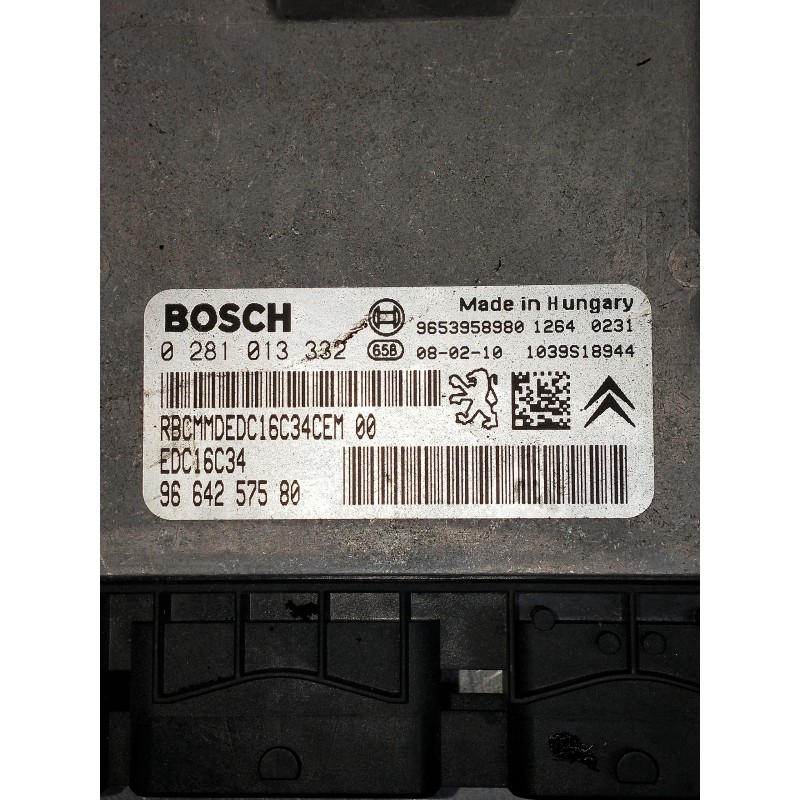 BOSCH
Made in Hungary
9653958980 1264 0231
0 281 013 332 658 08-02-10 1039S18944
RBCMMDEDC16C34CEM 00
EDC16C34
96 642 575 80